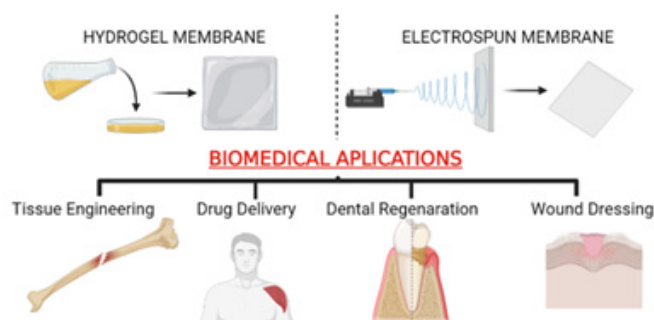 HYDROGEL MEMBRANE
ELECTROSPUN MEMBRANE
BIOMEDICAL APLICATIONS
Tissue Engineering
Drug Delivery
Dental Regenaration
Wound Dressing